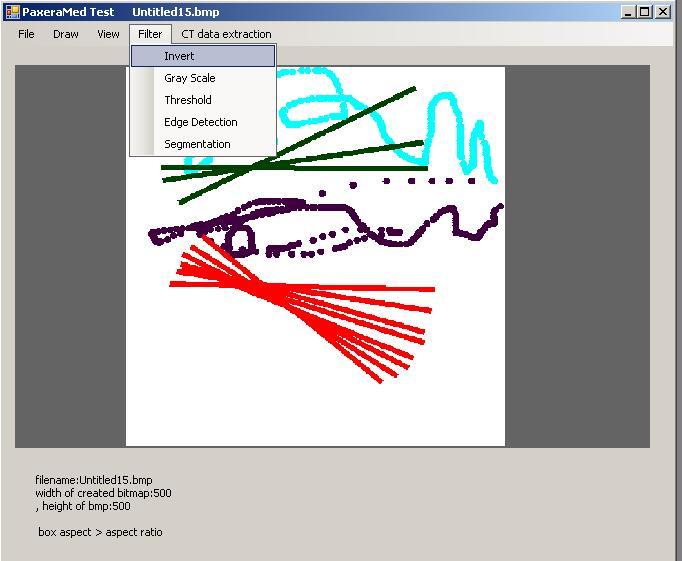 PaxeraMed Test Untitled15.bmp
File Draw View Filter CT data extraction
Invert
Gray Scale
Threshold
Edge Detection
Segmentation
filename:Untitled15.bmp
width of created bitmap:500
, height of bmp:500
box aspect > aspect ratio